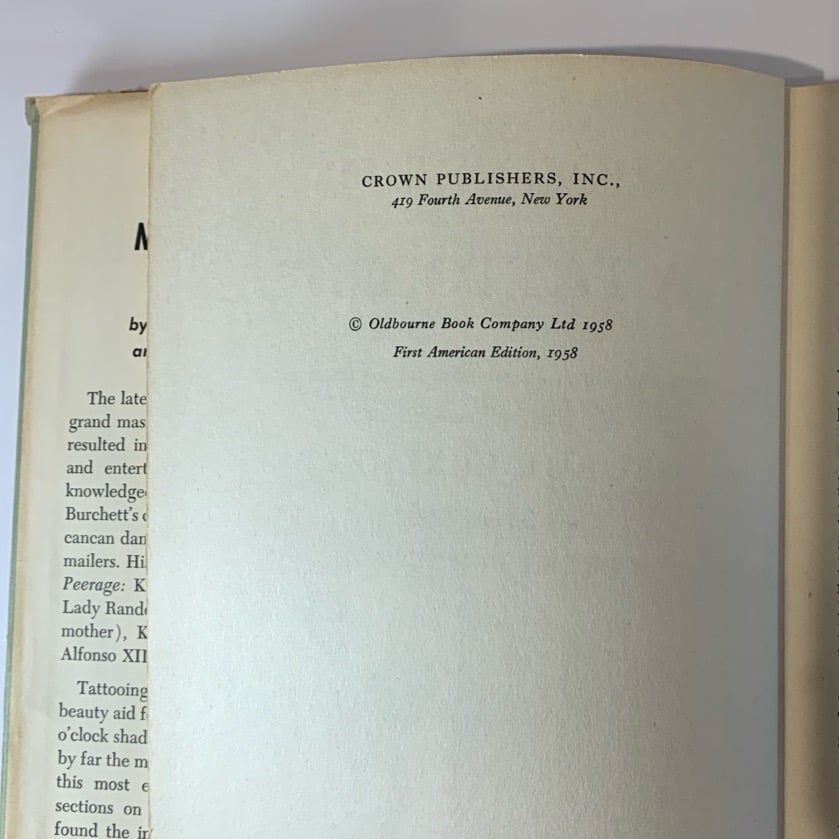 M
by
The late
grand mas
resulted in
and entert
knowledge
Burchett's
cancan dan
mailers. Hi
Peerage: K
Lady Rand
mother), K
Alfonso XII
Tattooing
beauty aid f
o'clock shad
by far the m
this most e
sections on
found the
CROWN PUBLISHERS, INC.,
419 Fourth Avenue, New York
© Oldbourne Book Company Ltd 1958
First American Edition, 1958